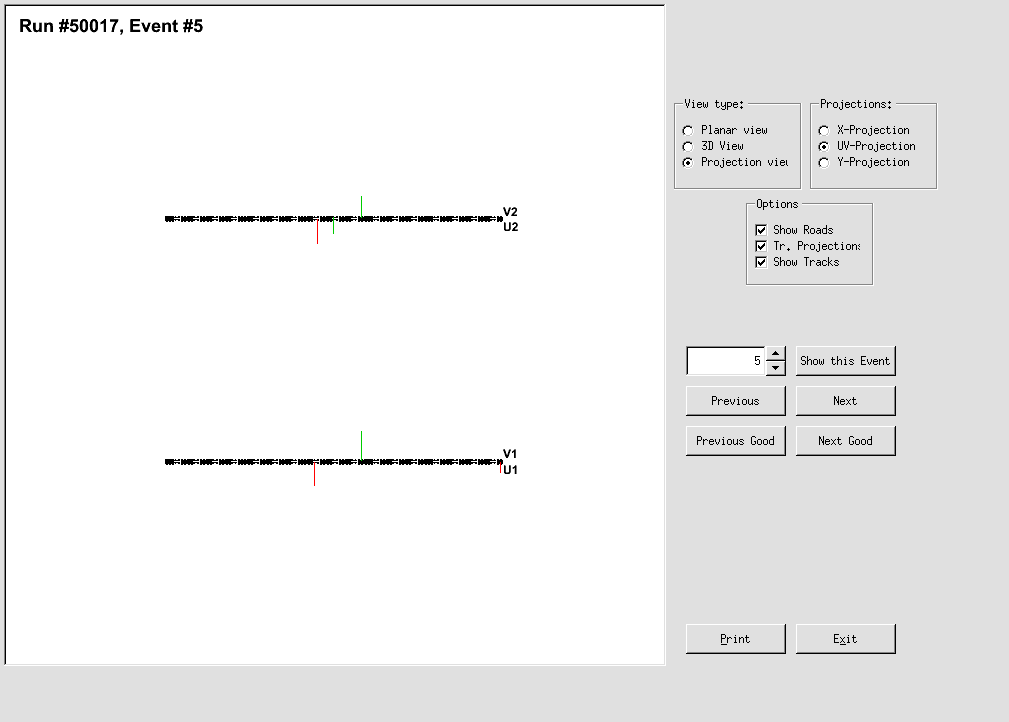 Run #50017, Event #5
V2
U2
V1
U1
View type:
Planar view
3D View
Projection view
Projections:
X-Projection
UV-Projection
Y-Projection
Options
Show Roads
Tr. Projections
Show Tracks
5
Show this Event
Previous
Next
Previous Good
Next Good
Print
Exit